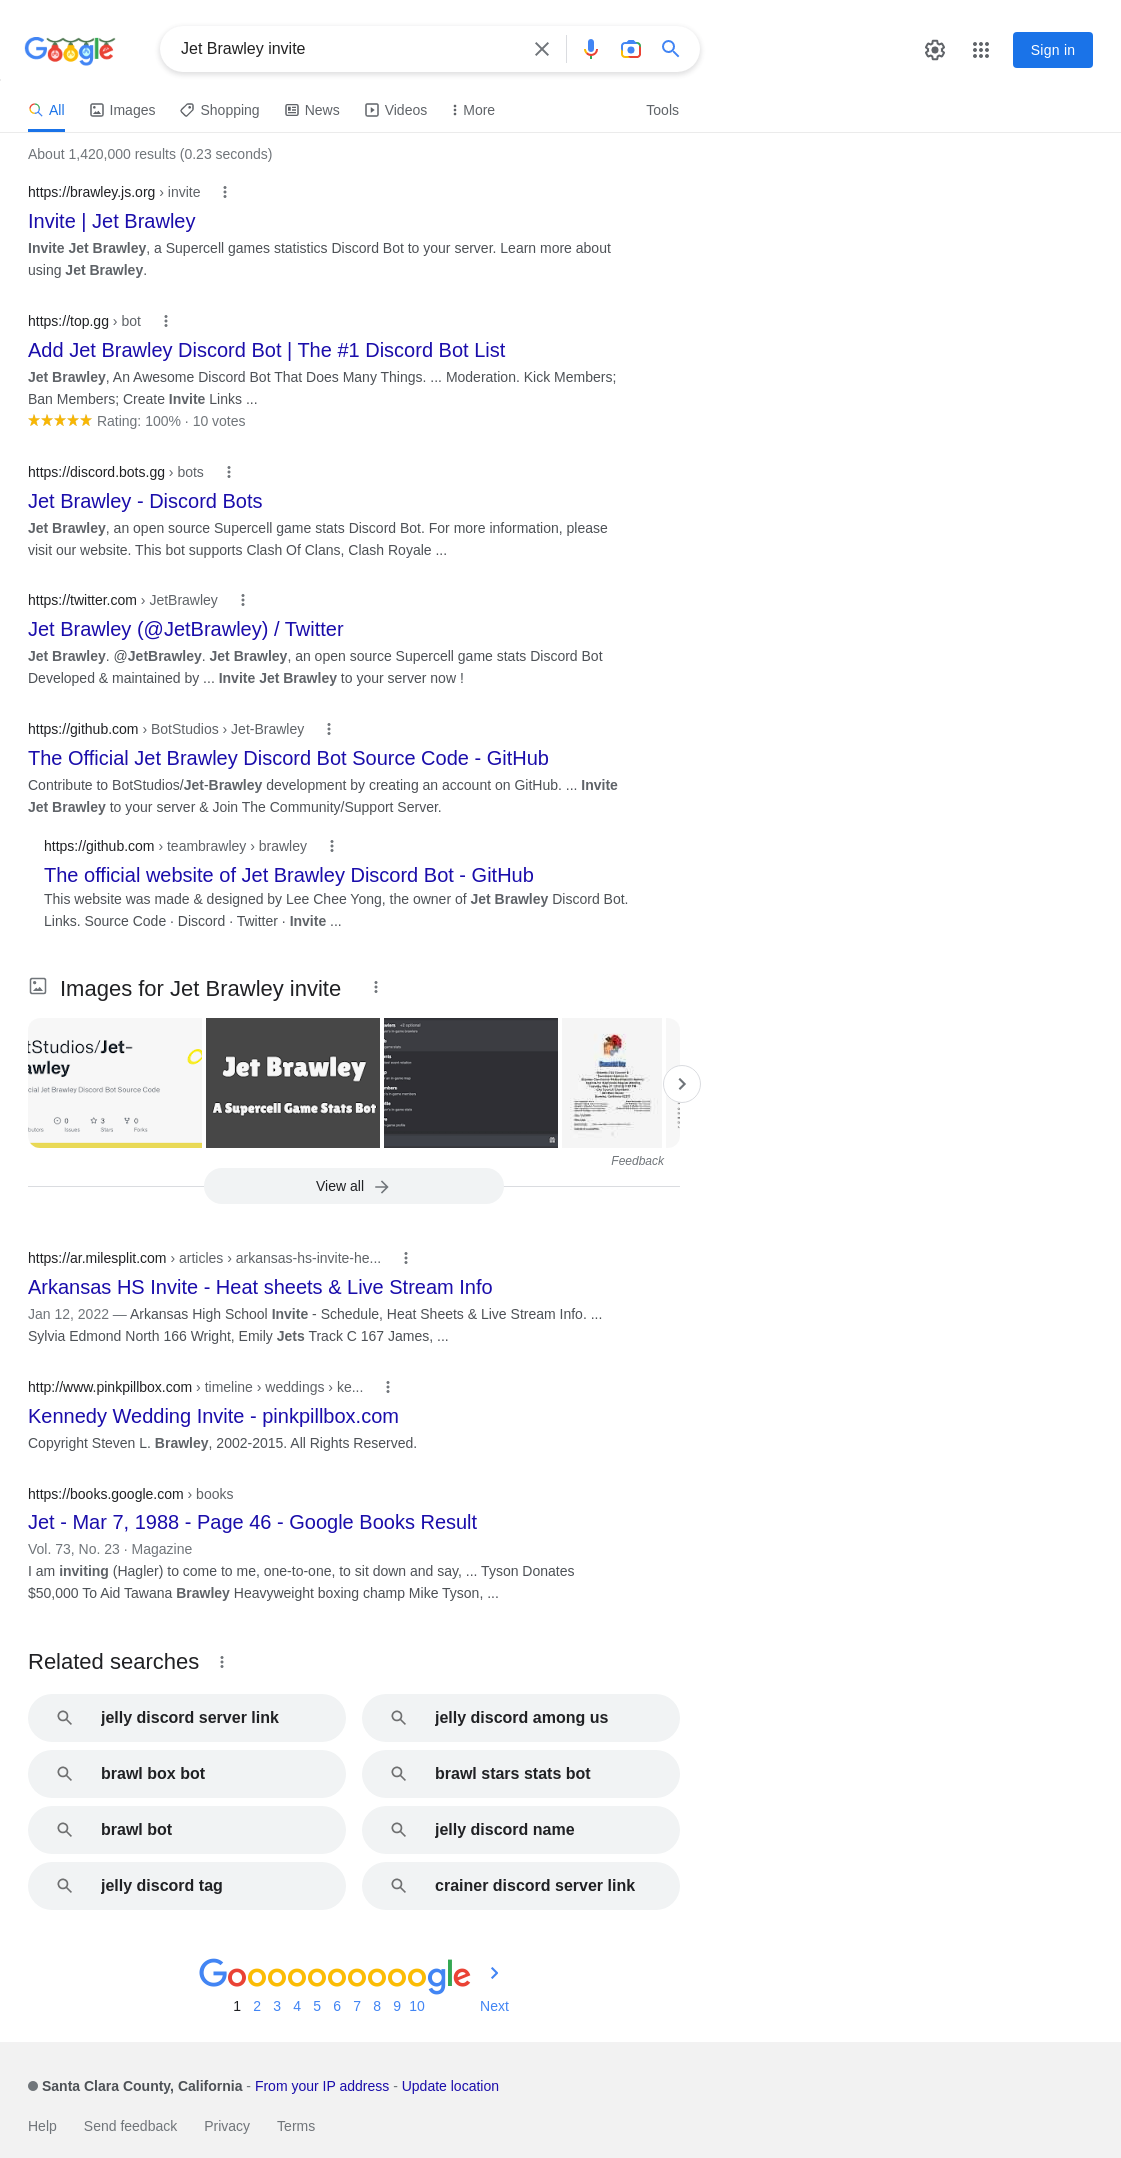 Google
Jet Brawley invite
Sign in
All
Images
Shopping
News
Videos
More
Tools
About 1,420,000 results (0.23 seconds)
https://brawley.js.org › invite
Invite | Jet Brawley
Invite Jet Brawley, a Supercell games statistics Discord Bot to your server. Learn more about
using Jet Brawley.
https://top.gg › bot
Add Jet Brawley Discord Bot | The #1 Discord Bot List
Jet Brawley, An Awesome Discord Bot That Does Many Things. ... Moderation. Kick Members;
Ban Members; Create Invite Links ...
Rating: 100% · 10 votes
https://discord.bots.gg › bots
Jet Brawley - Discord Bots
Jet Brawley, an open source Supercell game stats Discord Bot. For more information, please
visit our website. This bot supports Clash Of Clans, Clash Royale ...
https://twitter.com › JetBrawley
Jet Brawley (@JetBrawley) / Twitter
Jet Brawley. @JetBrawley. Jet Brawley, an open source Supercell game stats Discord Bot
Developed & maintained by ... Invite Jet Brawley to your server now !
https://github.com › BotStudios › Jet-Brawley
The Official Jet Brawley Discord Bot Source Code - GitHub
Contribute to BotStudios/Jet-Brawley development by creating an account on GitHub. ... Invite
Jet Brawley to your server & Join The Community/Support Server.
https://github.com › teambrawley › brawley
The official website of Jet Brawley Discord Bot - GitHub
This website was made & designed by Lee Chee Yong, the owner of Jet Brawley Discord Bot.
Links. Source Code · Discord · Twitter · Invite ...
Images for Jet Brawley invite
tStudios/Jet-
awley
cial Jet Brawley Discord Bot Source Code
0 3 0
Issues Stars Forks
Jet Brawley
A Supercell Game Stats Bot
Feedback
View all
https://ar.milesplit.com › articles › arkansas-hs-invite-he...
Arkansas HS Invite - Heat sheets & Live Stream Info
Jan 12, 2022 — Arkansas High School Invite - Schedule, Heat Sheets & Live Stream Info. ...
Sylvia Edmond North 166 Wright, Emily Jets Track C 167 James, ...
http://www.pinkpillbox.com › timeline › weddings › ke...
Kennedy Wedding Invite - pinkpillbox.com
Copyright Steven L. Brawley, 2002-2015. All Rights Reserved.
https://books.google.com › books
Jet - Mar 7, 1988 - Page 46 - Google Books Result
Vol. 73, No. 23 · Magazine
I am inviting (Hagler) to come to me, one-to-one, to sit down and say, ... Tyson Donates
$50,000 To Aid Tawana Brawley Heavyweight boxing champ Mike Tyson, ...
Related searches
jelly discord server link
jelly discord among us
brawl box bot
brawl stars stats bot
brawl bot
jelly discord name
jelly discord tag
crainer discord server link
Goooooooooogle
1 2 3 4 5 6 7 8 9 10 Next
Santa Clara County, California - From your IP address - Update location
Help Send feedback Privacy Terms